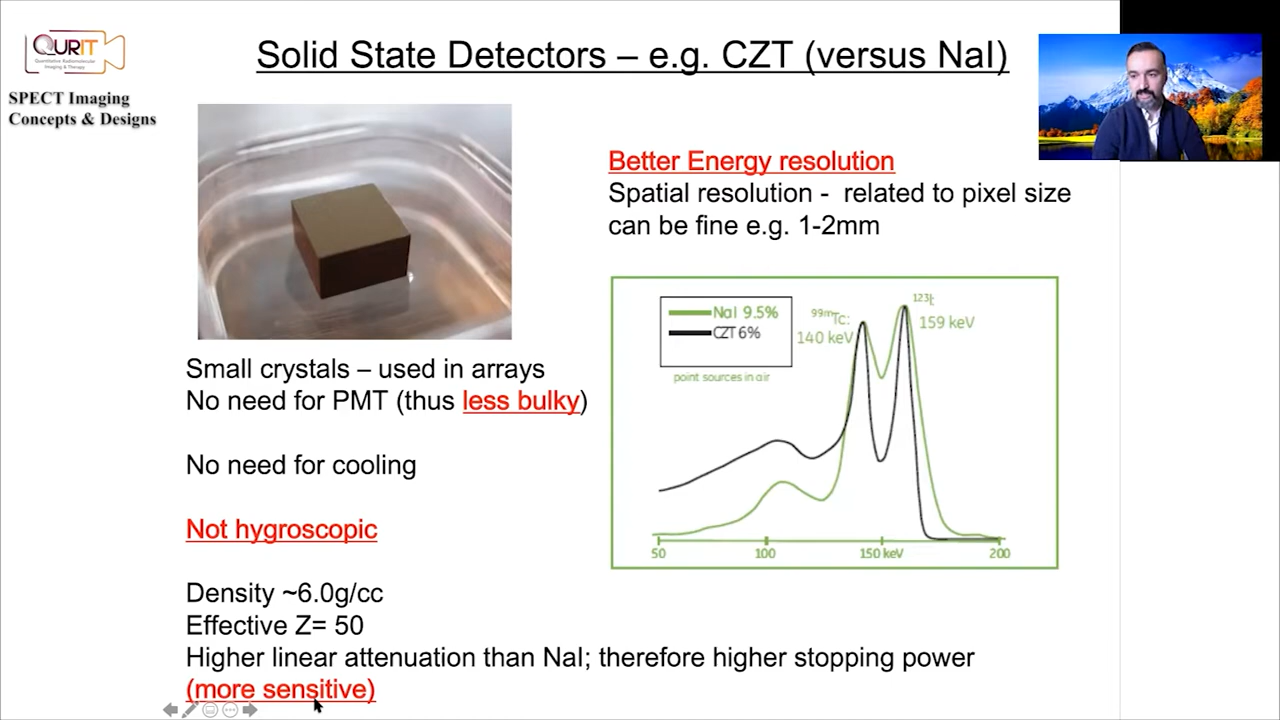 QURIT
Quantitative Radiomolecular
Imaging & Therapy
SPECT Imaging
Concepts & Designs
Solid State Detectors – e.g. CZT (versus NaI)
Better Energy resolution
Spatial resolution - related to pixel size
can be fine e.g. 1-2mm
Small crystals – used in arrays
No need for PMT (thus less bulky)
No need for cooling
Not hygroscopic
Density ~6.0g/cc
Effective Z= 50
Higher linear attenuation than NaI; therefore higher stopping power
(more sensitive)
NaI 9.5%
CZT 6%
point sources in air
99mTc:
140 keV
123I:
159 keV
50 100 150 keV 200